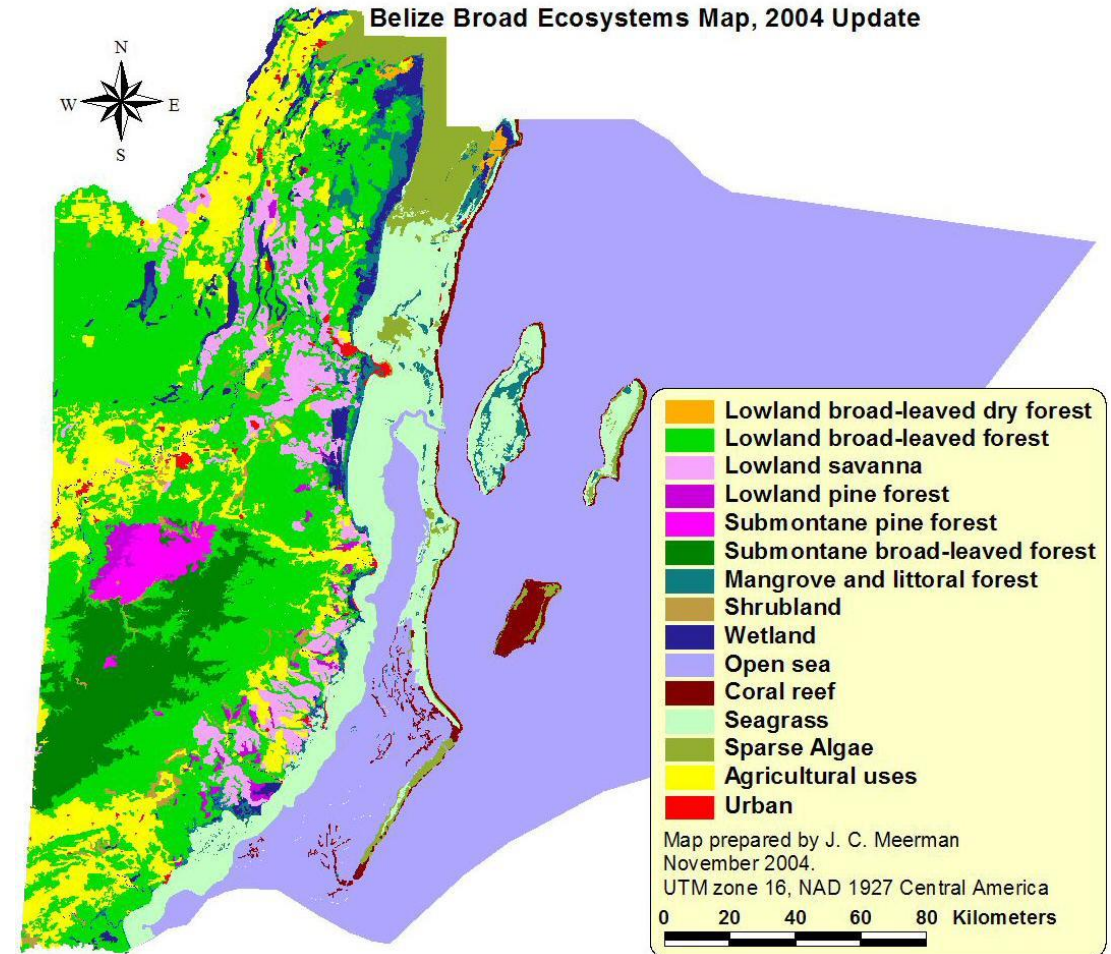 Belize Broad Ecosystems Map, 2004 Update
N
W E
S
Lowland broad-leaved dry forest
Lowland broad-leaved forest
Lowland savanna
Lowland pine forest
Submontane pine forest
Submontane broad-leaved forest
Mangrove and littoral forest
Shrubland
Wetland
Open sea
Coral reef
Seagrass
Sparse Algae
Agricultural uses
Urban
Map prepared by J. C. Meerman
November 2004.
UTM zone 16, NAD 1927 Central America
0 20 40 60 80 Kilometers